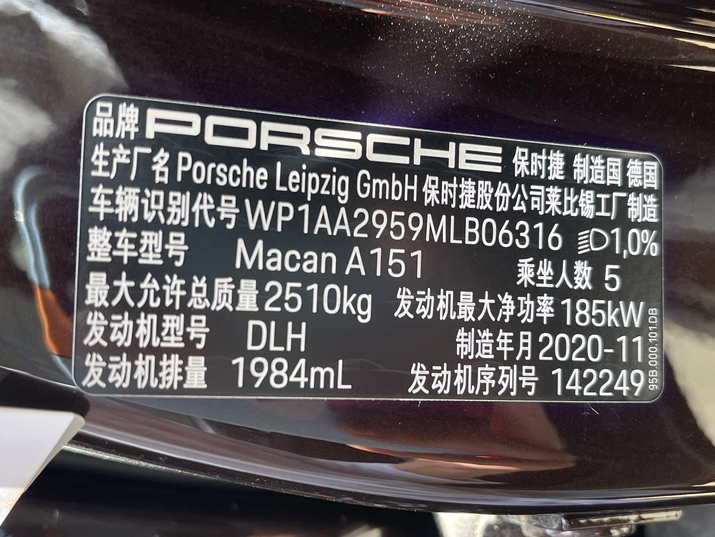 品牌 PORSCHE 保时捷 制造国 德国
生产厂名 Porsche Leipzig GmbH 保时捷股份公司莱比锡工厂制造
车辆识别代号 WP1AA2959MLB06316 1,0%
整车型号 Macan A151 乘坐人数 5
最大允许总质量 2510kg 发动机最大净功率 185kW
发动机型号 DLH 制造年月 2020-11
发动机排量 1984mL 发动机序列号 142249
95B.000.101.DB